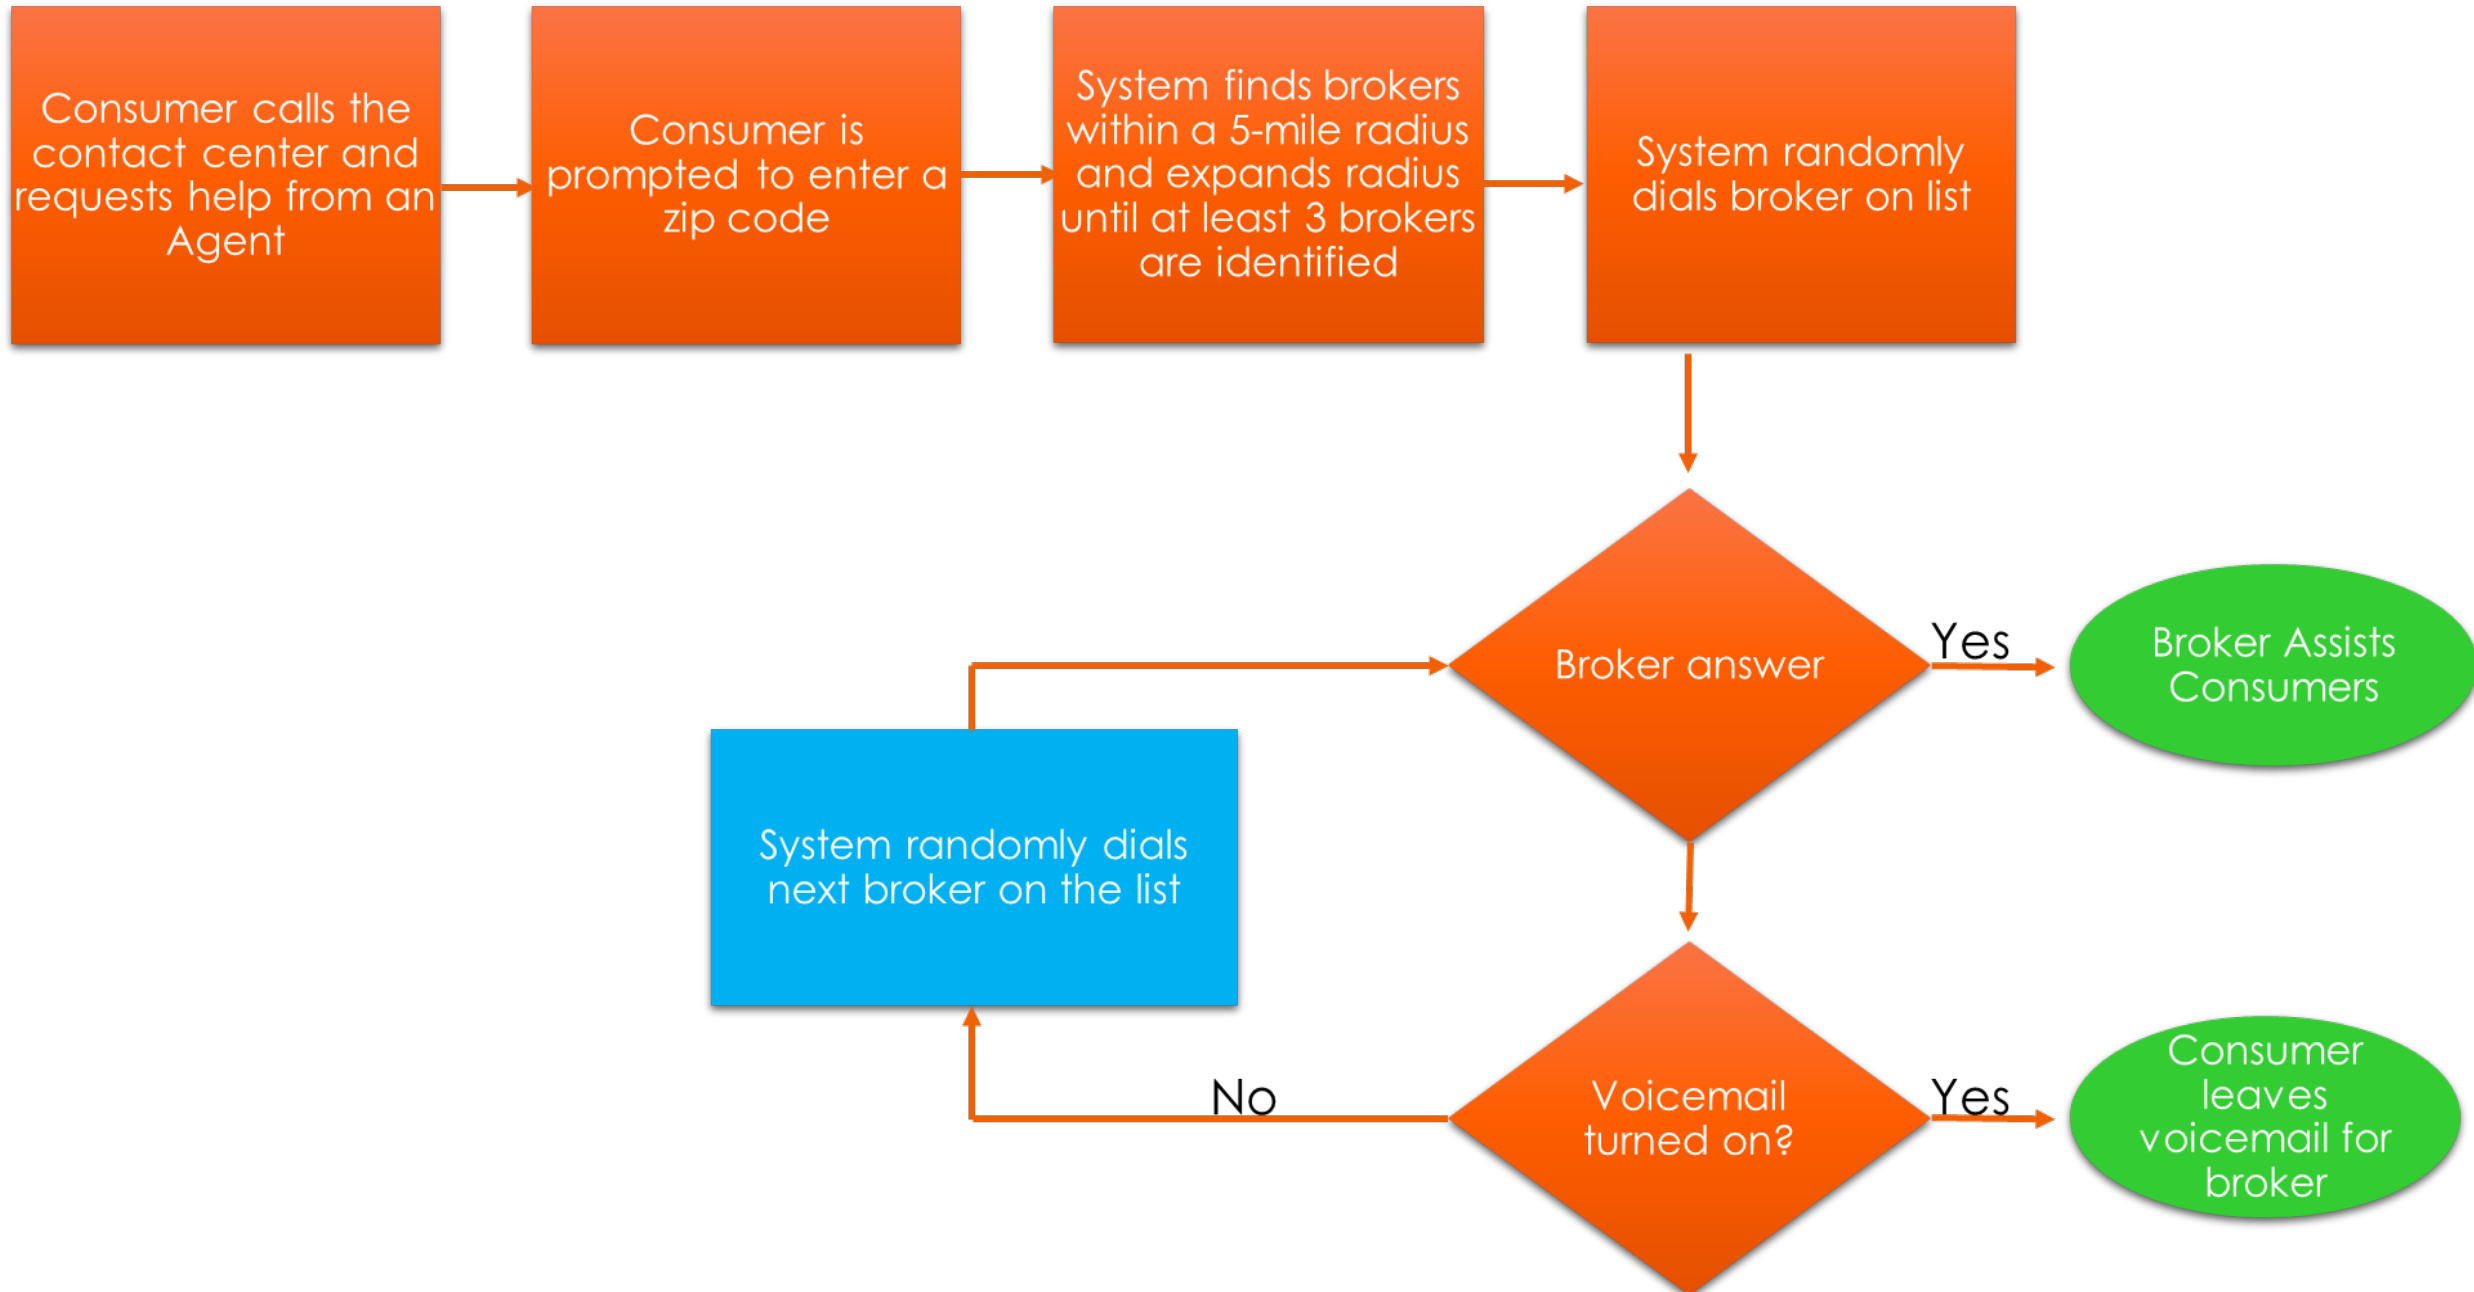 Consumer calls the
contact center and
requests help from an
Agent
Consumer is
prompted to enter a
zip code
System finds brokers
within a 5-mile radius
and expands radius
until at least 3 brokers
are identified
System randomly
dials broker on list
Broker answer
Yes
Broker Assists
Consumers
System randomly dials
next broker on the list
No
Voicemail
turned on?
Yes
Consumer
leaves
voicemail for
broker